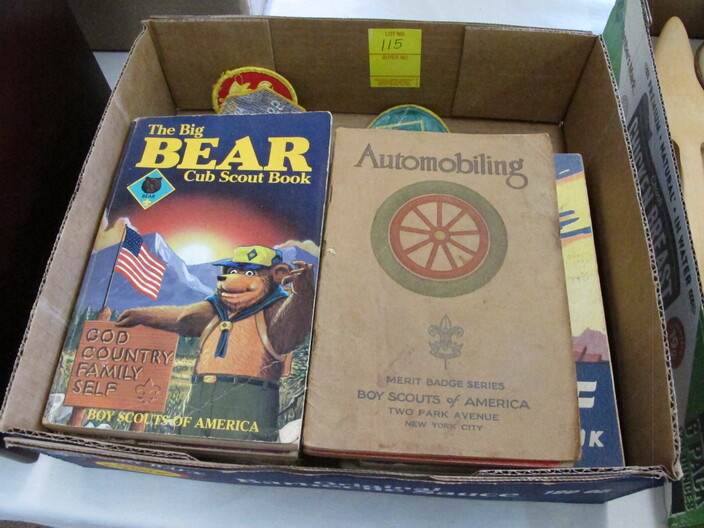 LOT NO
115
BUYER NO
The Big
BEAR
Cub Scout Book
BEAR
GOD
COUNTRY
FAMILY
SELF
BOY SCOUTS OF AMERICA
Automobiling
MERIT BADGE SERIES
BOY SCOUTS of AMERICA
TWO PARK AVENUE
NEW YORK CITY